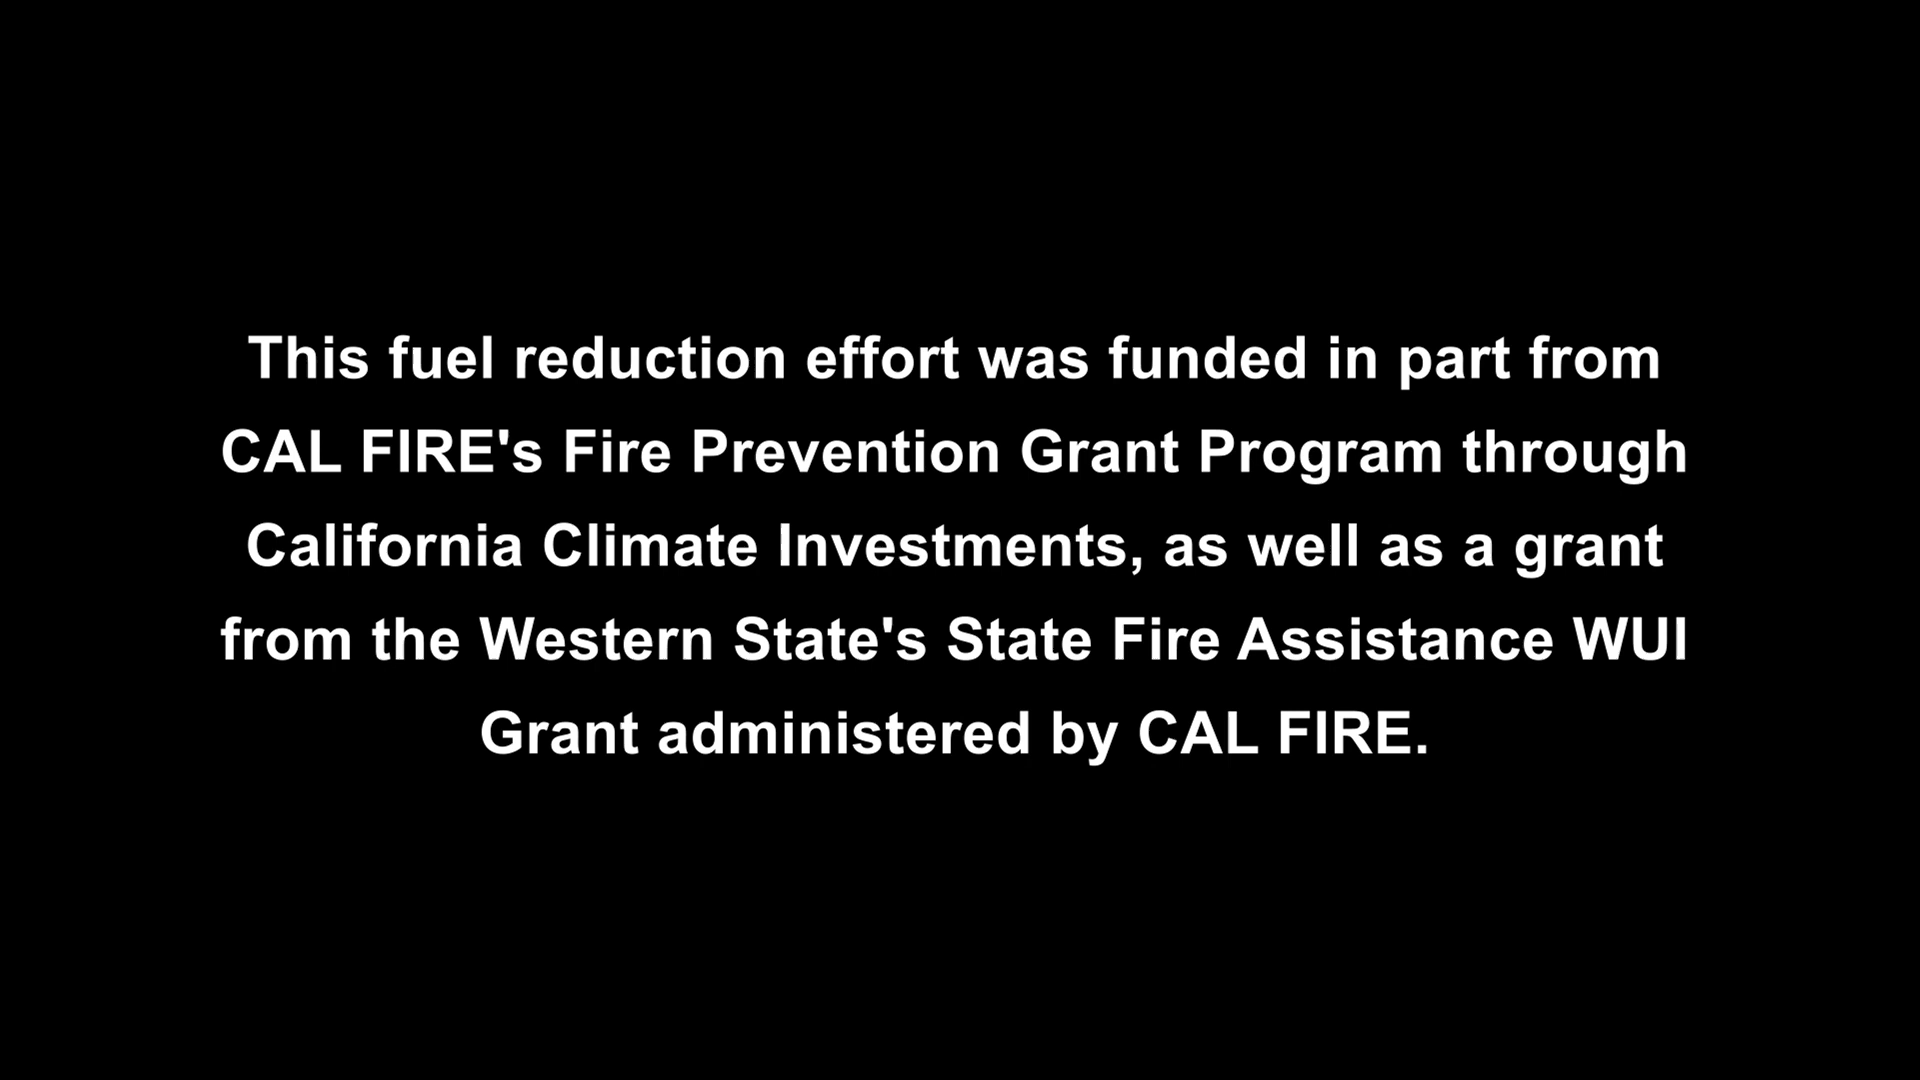 This fuel reduction effort was funded in part from
CAL FIRE's Fire Prevention Grant Program through
California Climate Investments, as well as a grant
from the Western State's State Fire Assistance WUI
Grant administered by CAL FIRE.